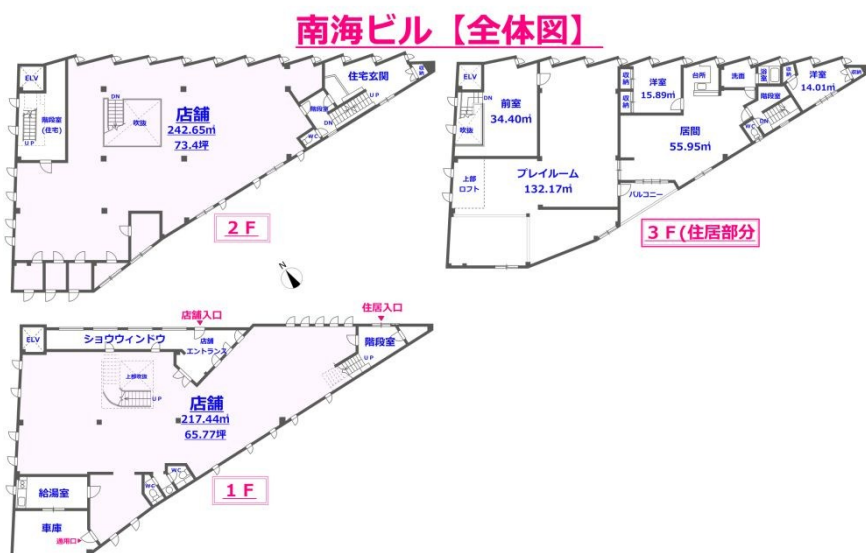 南海ビル【全体図】
ELV
階段室
(住宅)
UP
DN
吹抜
店舗
242.65㎡
73.4坪
住宅玄関
収納
階段室
UP
WC
DN
2F
ELV
前室
34.40㎡
DN
吹抜
上部
ロフト
プレイルーム
132.17㎡
収納
収納
洋室
15.89㎡
台所
洗面
浴室
収納
洋室
14.01㎡
収納
階段室
WC
DN
居間
55.95㎡
バルコニー
3F(住居部分
N
店舗入口
住居入口
ELV
ショウウィンドウ
店舗
エントランス
階段室
UP
上部吹抜
UP
店舗
217.44㎡
65.77坪
WC
WC
給湯室
車庫
通用口
1F